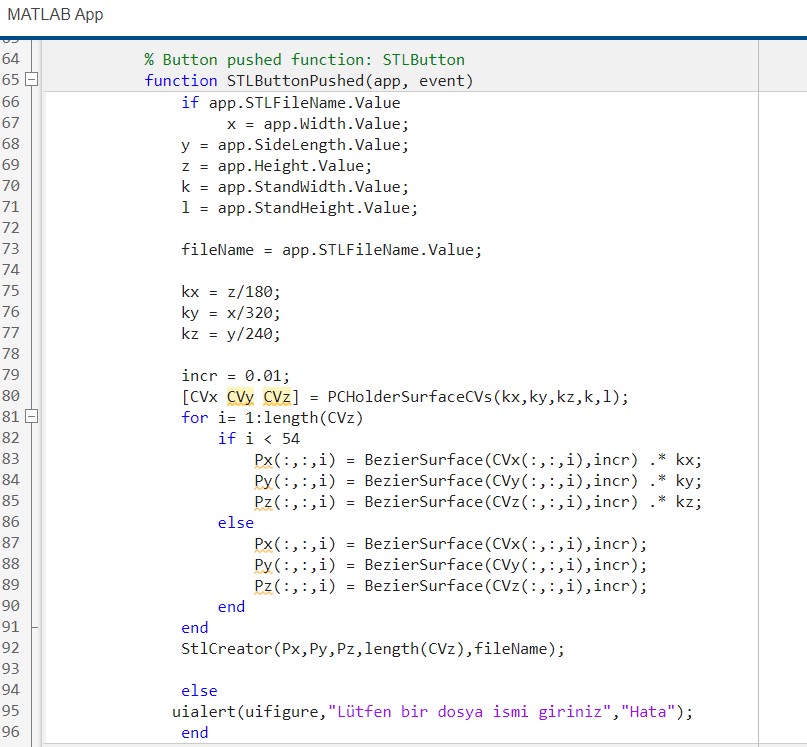 MATLAB App
64 % Button pushed function: STLButton
65 function STLButtonPushed(app, event)
66 if app.STLFileName.Value
67 x = app.Width.Value;
68 y = app.SideLength.Value;
69 z = app.Height.Value;
70 k = app.StandWidth.Value;
71 l = app.StandHeight.Value;
72
73 fileName = app.STLFileName.Value;
74
75 kx = z/180;
76 ky = x/320;
77 kz = y/240;
78
79 incr = 0.01;
80 [CVx CVy CVz] = PCHolderSurfaceCVs(kx,ky,kz,k,l);
81 for i= 1:length(CVz)
82 if i < 54
83 Px(:,:,i) = BezierSurface(CVx(:,:,i),incr) .* kx;
84 Py(:,:,i) = BezierSurface(CVy(:,:,i),incr) .* ky;
85 Pz(:,:,i) = BezierSurface(CVz(:,:,i),incr) .* kz;
86 else
87 Px(:,:,i) = BezierSurface(CVx(:,:,i),incr);
88 Py(:,:,i) = BezierSurface(CVy(:,:,i),incr);
89 Pz(:,:,i) = BezierSurface(CVz(:,:,i),incr);
90 end
91 end
92 StlCreator(Px,Py,Pz,length(CVz),fileName);
93
94 else
95 uialert(uifigure,"Lütfen bir dosya ismi giriniz","Hata");
96 end